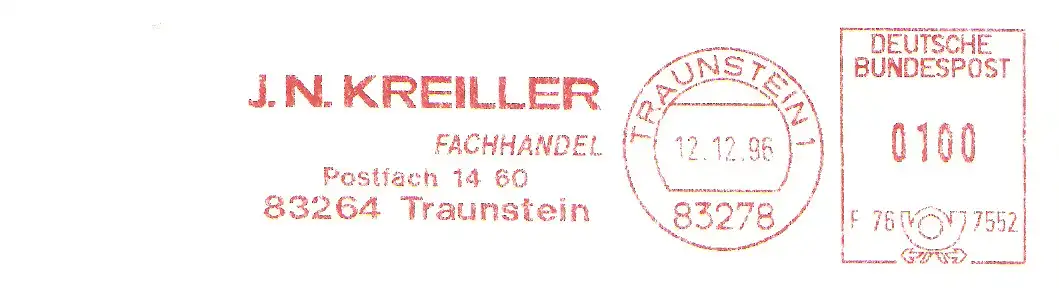 J. N. KREILLER
FACHHANDEL
Postfach 14 60
83264 Traunstein
TRAUNSTEIN 1
12.12.96
83278
DEUTSCHE
BUNDESPOST
0100
F 76 7552